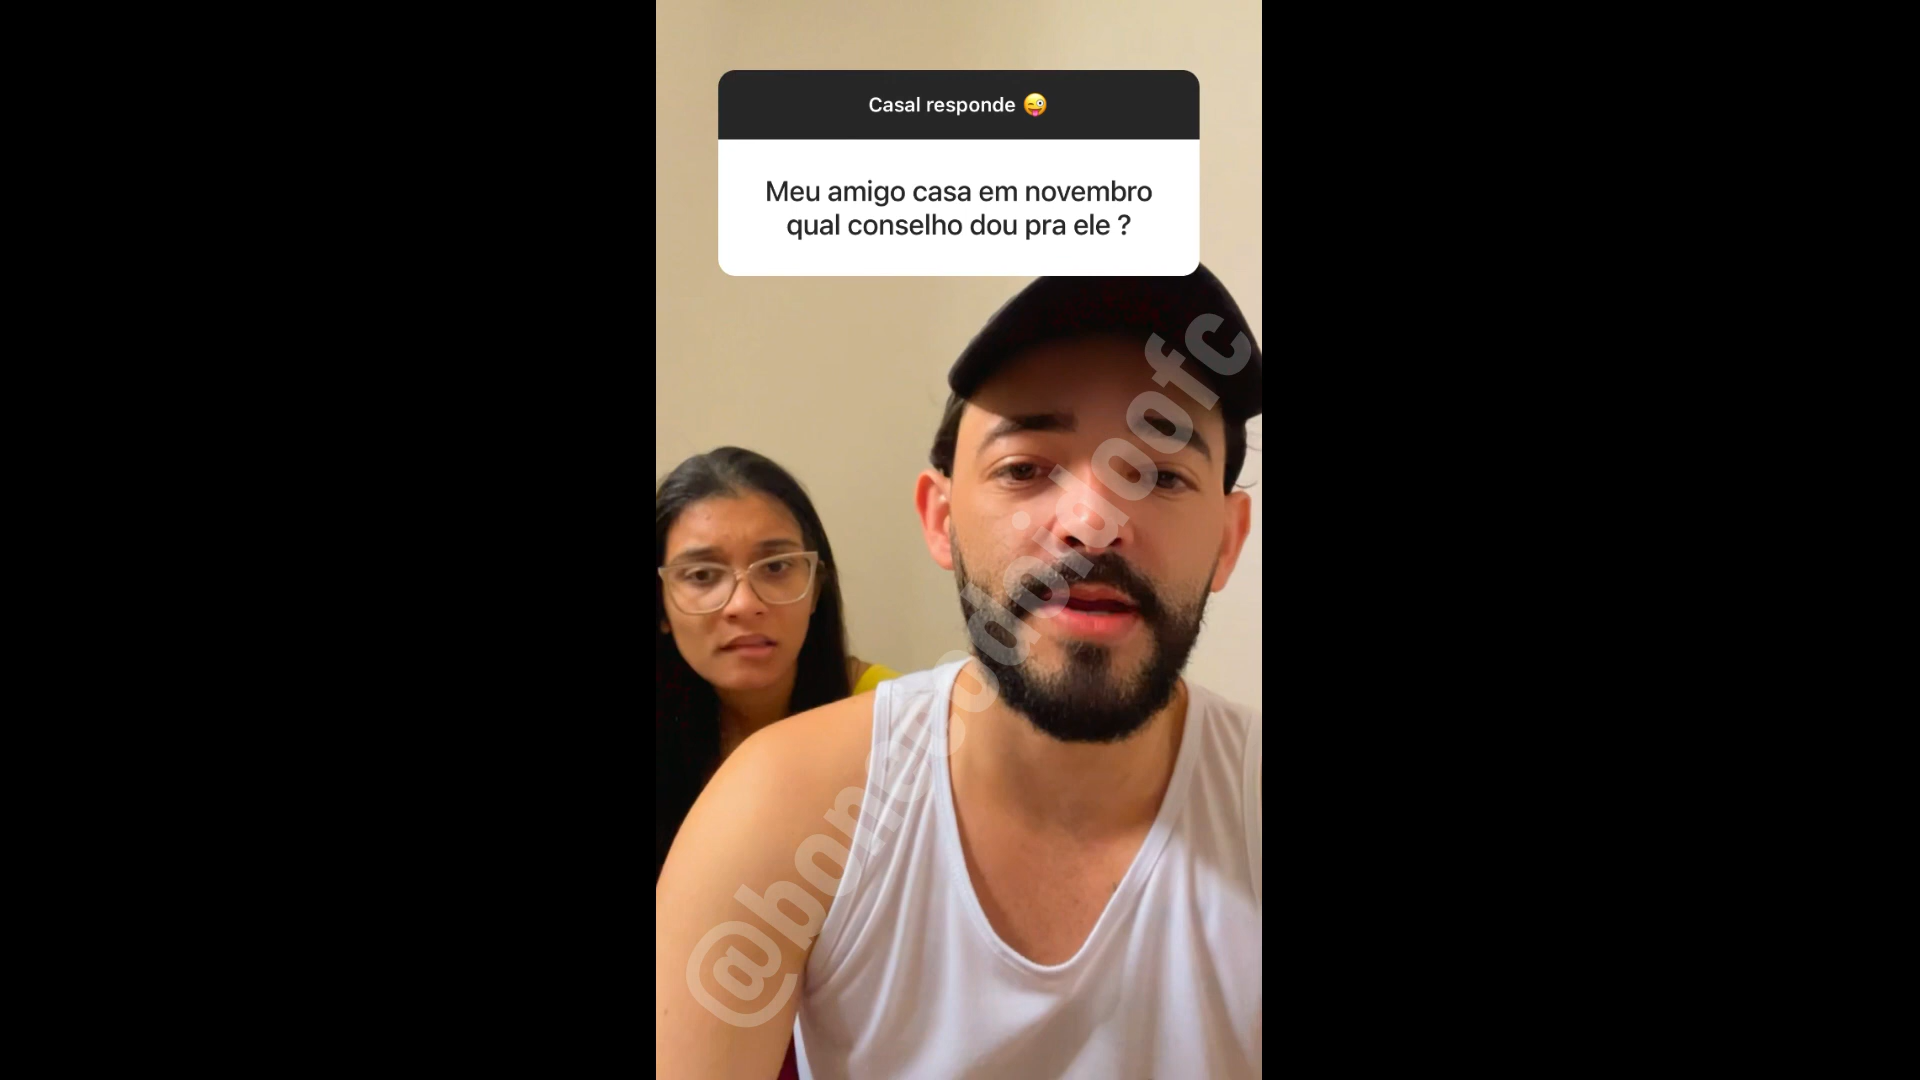 Casal responde 😜
Meu amigo casa em novembro
qual conselho dou pra ele ?